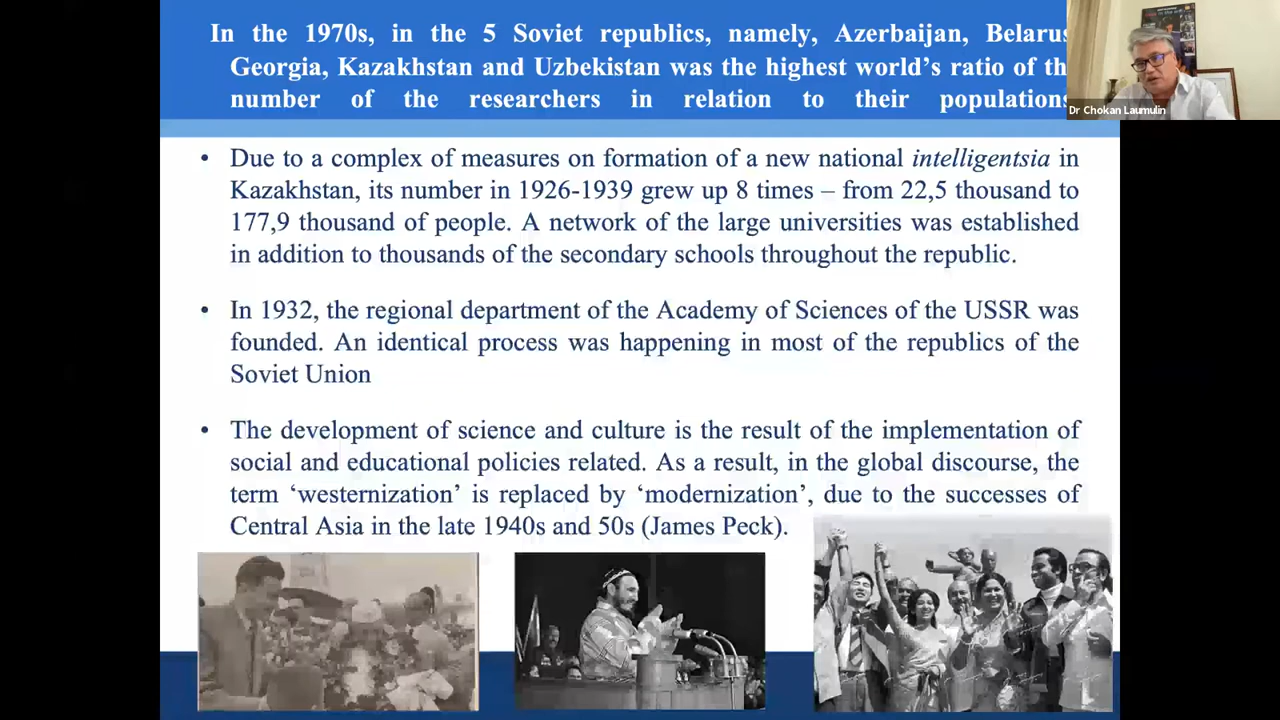 In the 1970s, in the 5 Soviet republics, namely, Azerbaijan, Belarus
Georgia, Kazakhstan and Uzbekistan was the highest world’s ratio of th
number of the researchers in relation to their populations
Dr Chokan Laumulin
• Due to a complex of measures on formation of a new national intelligentsia in
Kazakhstan, its number in 1926-1939 grew up 8 times – from 22,5 thousand to
177,9 thousand of people. A network of the large universities was established
in addition to thousands of the secondary schools throughout the republic.
• In 1932, the regional department of the Academy of Sciences of the USSR was
founded. An identical process was happening in most of the republics of the
Soviet Union
• The development of science and culture is the result of the implementation of
social and educational policies related. As a result, in the global discourse, the
term ‘westernization’ is replaced by ‘modernization’, due to the successes of
Central Asia in the late 1940s and 50s (James Peck).